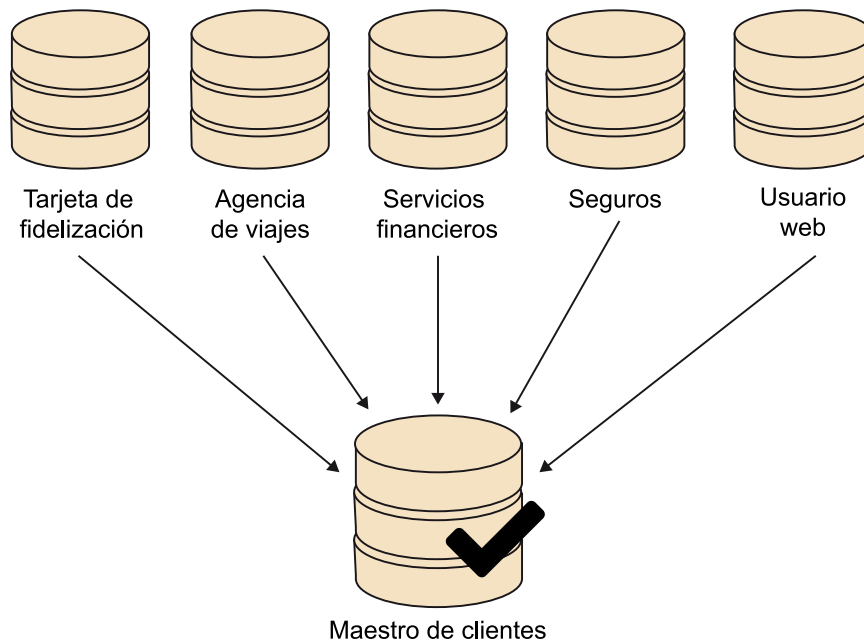 Tarjeta de
fidelización
Agencia
de viajes
Servicios
financieros
Seguros
Usuario
web
Maestro de clientes